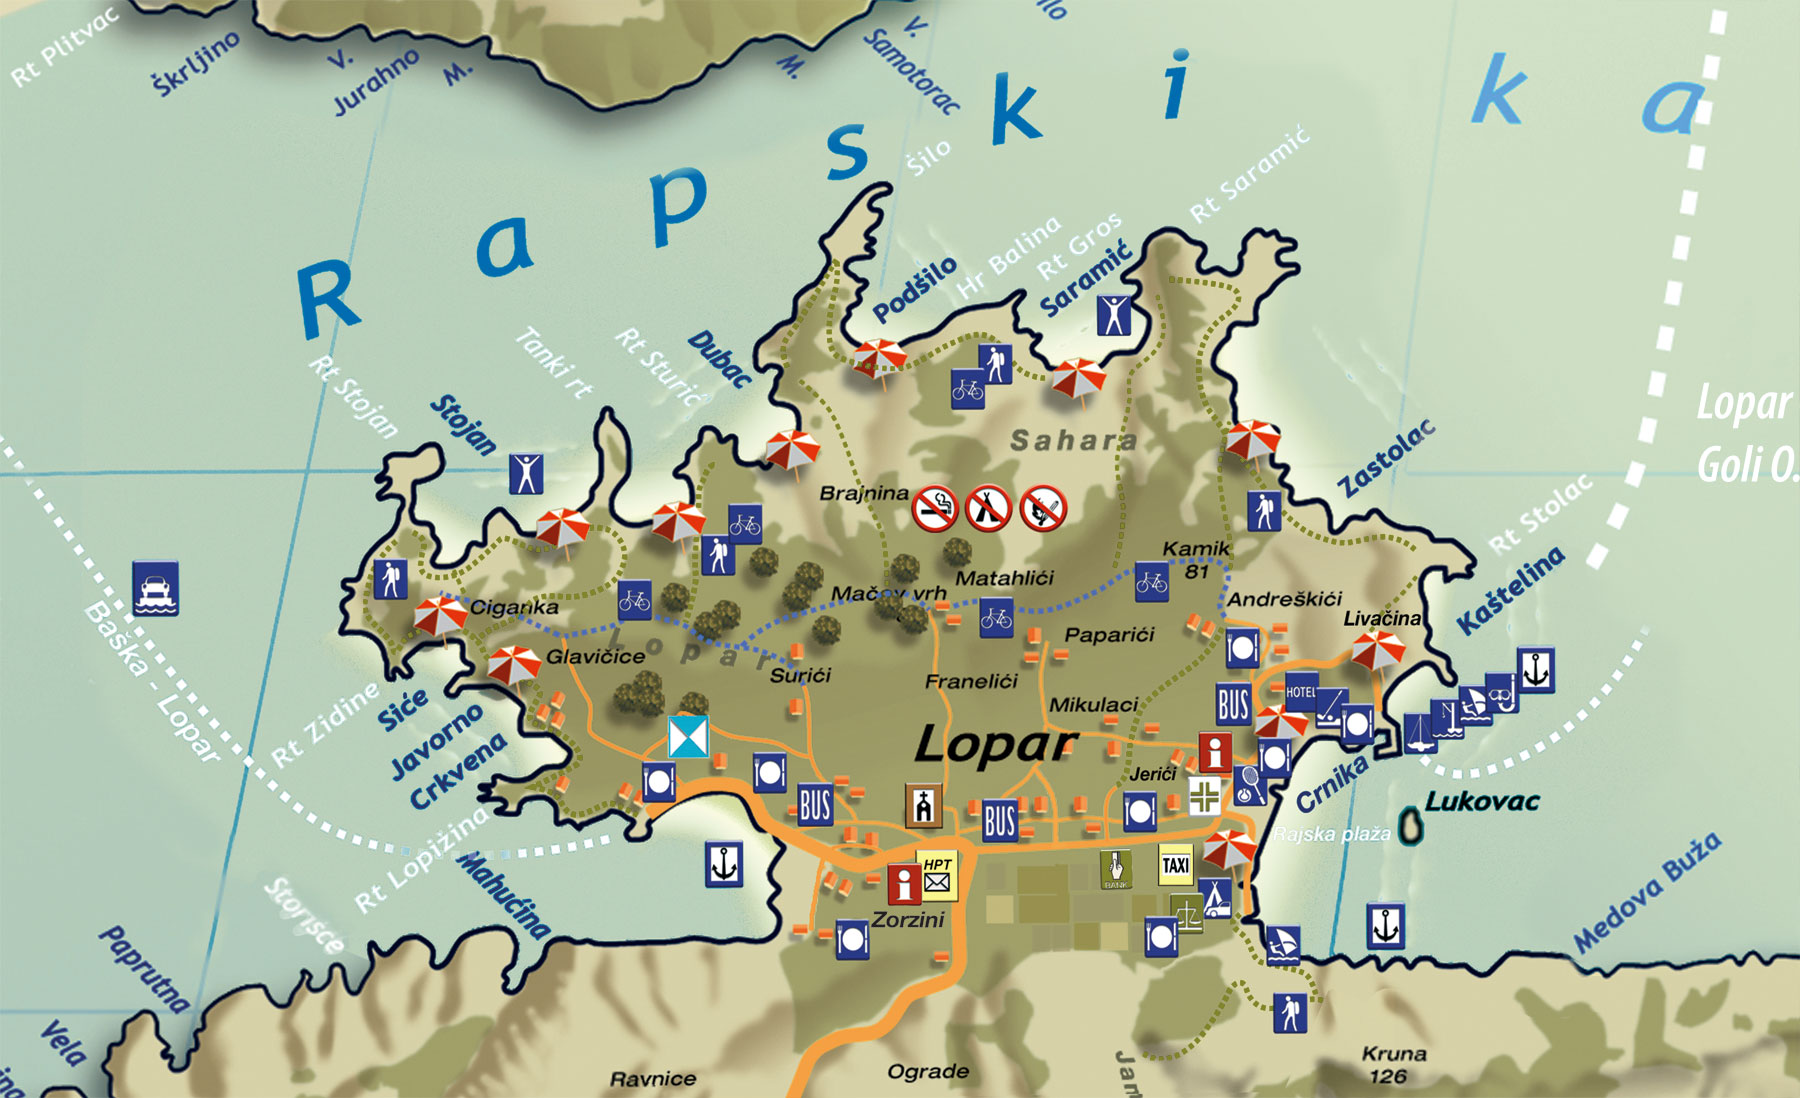 Rt Plitvac
Škrljino
V.
Jurahno
M.
M.
V.
Samotorac
R a p s k i
k a
Šilo
Rt Saramić
Hr Balina
Rt Gros
Saramić
Podšilo
Dubac
Rt Sturić
Tanki rt
Rt Stojan
Stojan
Lopar
Goli O.
Sahara
Zastolac
Brajnina
Rt Stolac
Kamik
81
Kaštelina
Matahlići
Mačov vrh
Ciganka
Andreškići
Livačina
Lopar
Paparići
Glavičice
Surići
Franelići
Baška - Lopar
Rt Zidine
Siće
Javorno
Crkvena
Mikulaci
BUS
HOTEL
Lopar
Jerići
Crnika
Lukovac
BUS
BUS
Rajska plaža
Rt Lopižina
Mahućina
Storišće
HPT
BANK
TAXI
Zorzini
Medova Buža
Paprutna
Vela
Ravnice
Ograde
Jam
Kruna
126